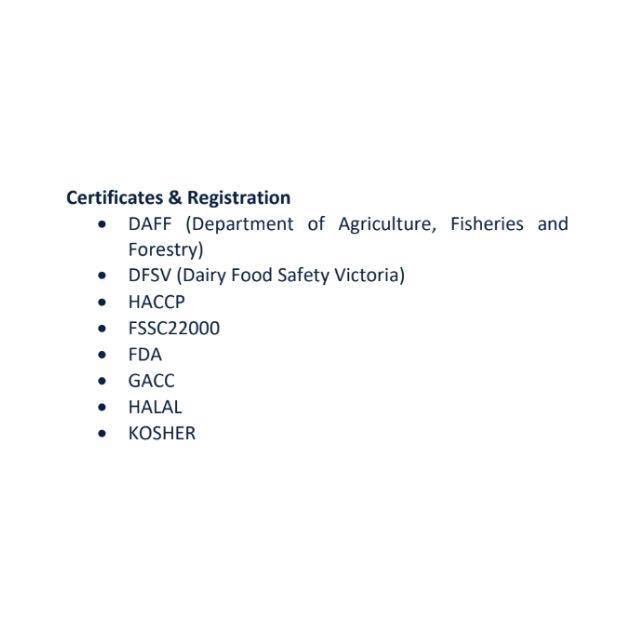 Certificates & Registration
• DAFF (Department of Agriculture, Fisheries and
Forestry)
• DFSV (Dairy Food Safety Victoria)
• HACCP
• FSSC22000
• FDA
• GACC
• HALAL
• KOSHER